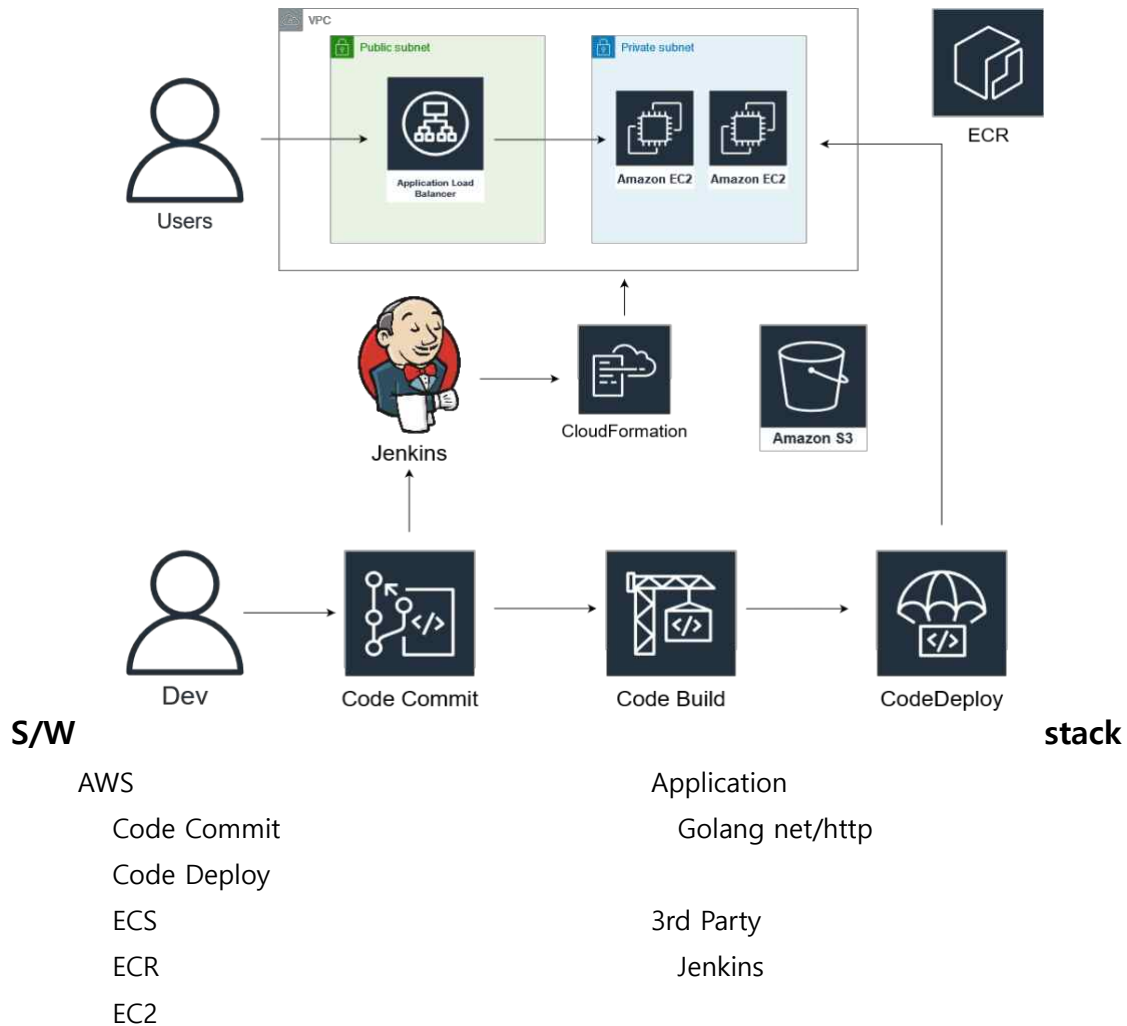 VPC
Public subnet
Private subnet
Application Load
Balancer
Amazon EC2
Amazon EC2
ECR
Users
Jenkins
CloudFormation
Amazon S3
</>
</>
</>
Dev
Code Commit
Code Build
CodeDeploy
S/W stack
AWS
Code Commit
Code Deploy
ECS
ECR
EC2
Application
Golang net/http
3rd Party
Jenkins